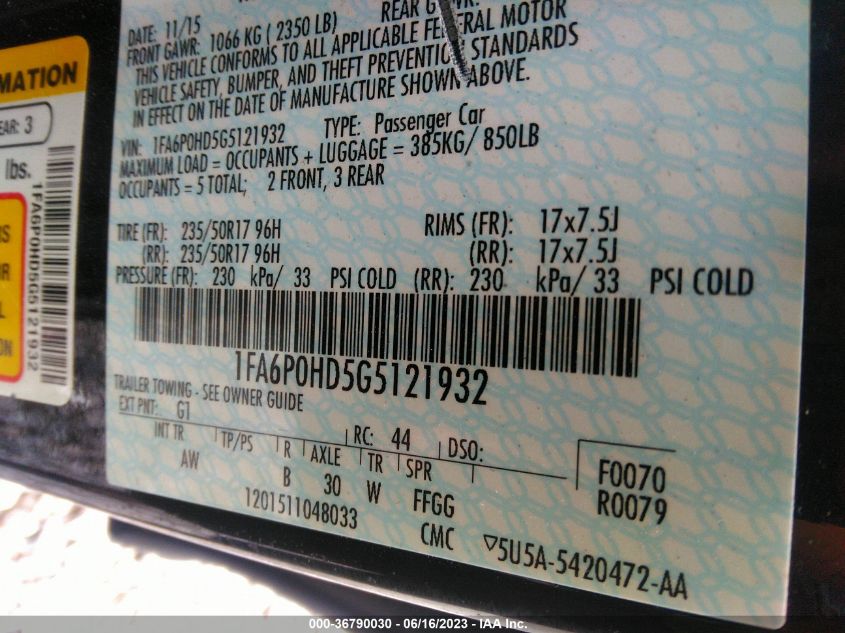 DATE: 11/15
FRONT GAWR: 1066 KG ( 2350 LB) REAR GAWR:
THIS VEHICLE CONFORMS TO ALL APPLICABLE FEDERAL MOTOR
VEHICLE SAFETY, BUMPER, AND THEFT PREVENTION STANDARDS
IN EFFECT ON THE DATE OF MANUFACTURE SHOWN ABOVE.
VIN: 1FA6P0HD5G5121932 TYPE: Passenger Car
MAXIMUM LOAD = OCCUPANTS + LUGGAGE = 385KG/ 850LB
OCCUPANTS = 5 TOTAL; 2 FRONT, 3 REAR
TIRE (FR): 235/50R17 96H RIMS (FR): 17x7.5J
(RR): 235/50R17 96H (RR): 17x7.5J
PRESSURE (FR): 230 kPa/ 33 PSI COLD (RR): 230 kPa/ 33 PSI COLD
1FA6P0HD5G5121932
TRAILER TOWING - SEE OWNER GUIDE
EXT PNT: G1 RC: 44 DSO:
INT TR TP/PS R AXLE TR SPR
AW B 30 W FFGG
F0070
R0079
1201511048033 CMC
5U5A-5420472-AA
MATION
EAR: 3
lbs.
1FA6P0HD5G5121932
000-36790030 - 06/16/2023 - IAA Inc.